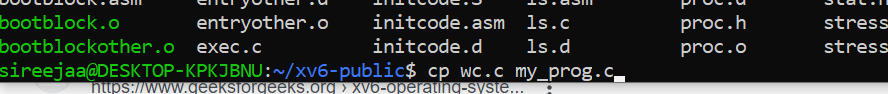 bootblock.asm entryother.d initcode.S ls.asm proc.d stat.h
bootblock.o entryother.o initcode.asm ls.c proc.h stress
bootblockother.o exec.c initcode.d ls.d proc.o stress
sireejaa@DESKTOP-KPKJBNU:~/xv6-public$ cp wc.c my_prog.c
https://www.geeksforgeeks.org › xv6-operating-syste...